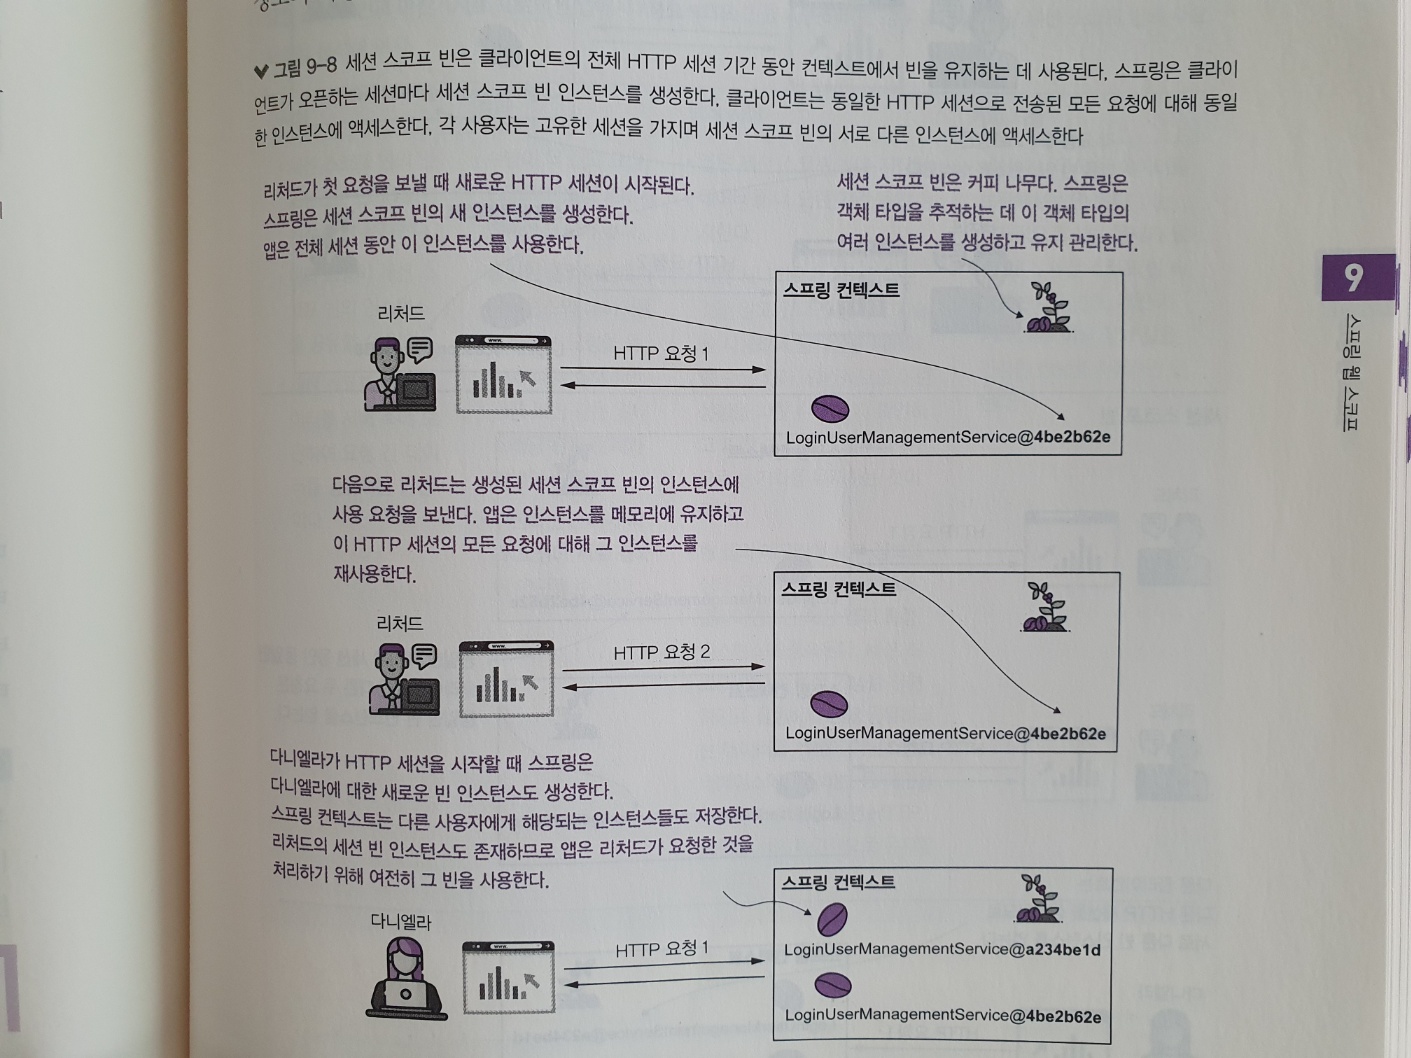 그림 9-8 세션 스코프 빈은 클라이언트의 전체 HTTP 세션 기간 동안 컨텍스트에서 빈을 유지하는 데 사용된다. 스프링은 클라이
언트가 오픈하는 세션마다 세션 스코프 빈 인스턴스를 생성한다. 클라이언트는 동일한 HTTP 세션으로 전송된 모든 요청에 대해 동일
한 인스턴스에 액세스한다. 각 사용자는 고유한 세션을 가지며 세션 스코프 빈의 서로 다른 인스턴스에 액세스한다
리처드가 첫 요청을 보낼 때 새로운 HTTP 세션이 시작된다.
스프링은 세션 스코프 빈의 새 인스턴스를 생성한다.
앱은 전체 세션 동안 이 인스턴스를 사용한다.
세션 스코프 빈은 커피 나무다. 스프링은
객체 타입을 추적하는 데 이 객체 타입의
여러 인스턴스를 생성하고 유지 관리한다.
리처드
www.
HTTP 요청 1
스프링 컨텍스트
LoginUserManagementService@4be2b62e
다음으로 리처드는 생성된 세션 스코프 빈의 인스턴스에
사용 요청을 보낸다. 앱은 인스턴스를 메모리에 유지하고
이 HTTP 세션의 모든 요청에 대해 그 인스턴스를
재사용한다.
리처드
www.
HTTP 요청 2
스프링 컨텍스트
LoginUserManagementService@4be2b62e
다니엘라가 HTTP 세션을 시작할 때 스프링은
다니엘라에 대한 새로운 빈 인스턴스도 생성한다.
스프링 컨텍스트는 다른 사용자에게 해당되는 인스턴스들도 저장한다.
리처드의 세션 빈 인스턴스도 존재하므로 앱은 리처드가 요청한 것을
처리하기 위해 여전히 그 빈을 사용한다.
다니엘라
www.
HTTP 요청 1
스프링 컨텍스트
LoginUserManagementService@a234be1d
LoginUserManagementService@4be2b62e
9
스프링 웹 스코프